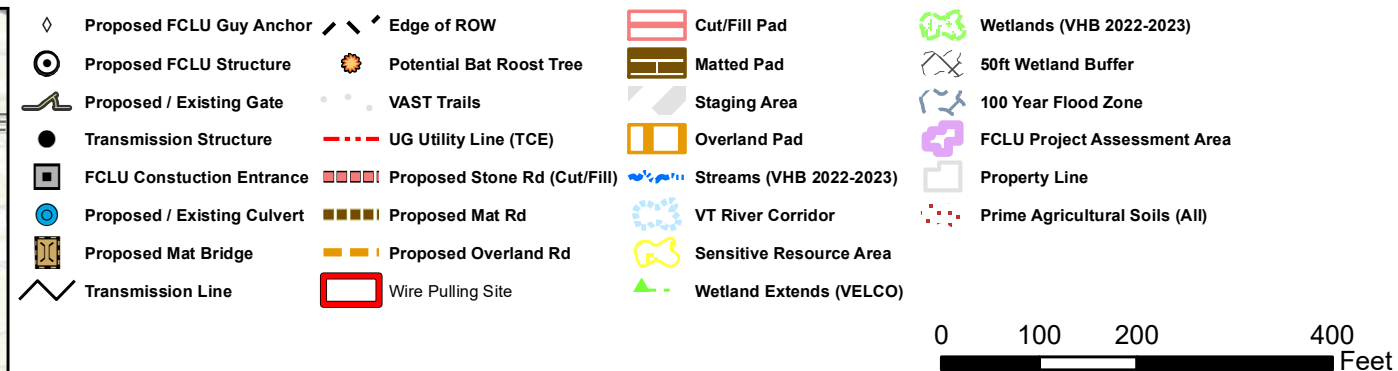 Proposed FCLU Guy Anchor
Proposed FCLU Structure
Proposed / Existing Gate
Transmission Structure
FCLU Constuction Entrance
Proposed / Existing Culvert
Proposed Mat Bridge
Transmission Line
Edge of ROW
Potential Bat Roost Tree
VAST Trails
UG Utility Line (TCE)
Proposed Stone Rd (Cut/Fill)
Proposed Mat Rd
Proposed Overland Rd
Wire Pulling Site
Cut/Fill Pad
Matted Pad
Staging Area
Overland Pad
Streams (VHB 2022-2023)
VT River Corridor
Sensitive Resource Area
Wetland Extends (VELCO)
Wetlands (VHB 2022-2023)
50ft Wetland Buffer
100 Year Flood Zone
FCLU Project Assessment Area
Property Line
Prime Agricultural Soils (All)
0 100 200 400
Feet